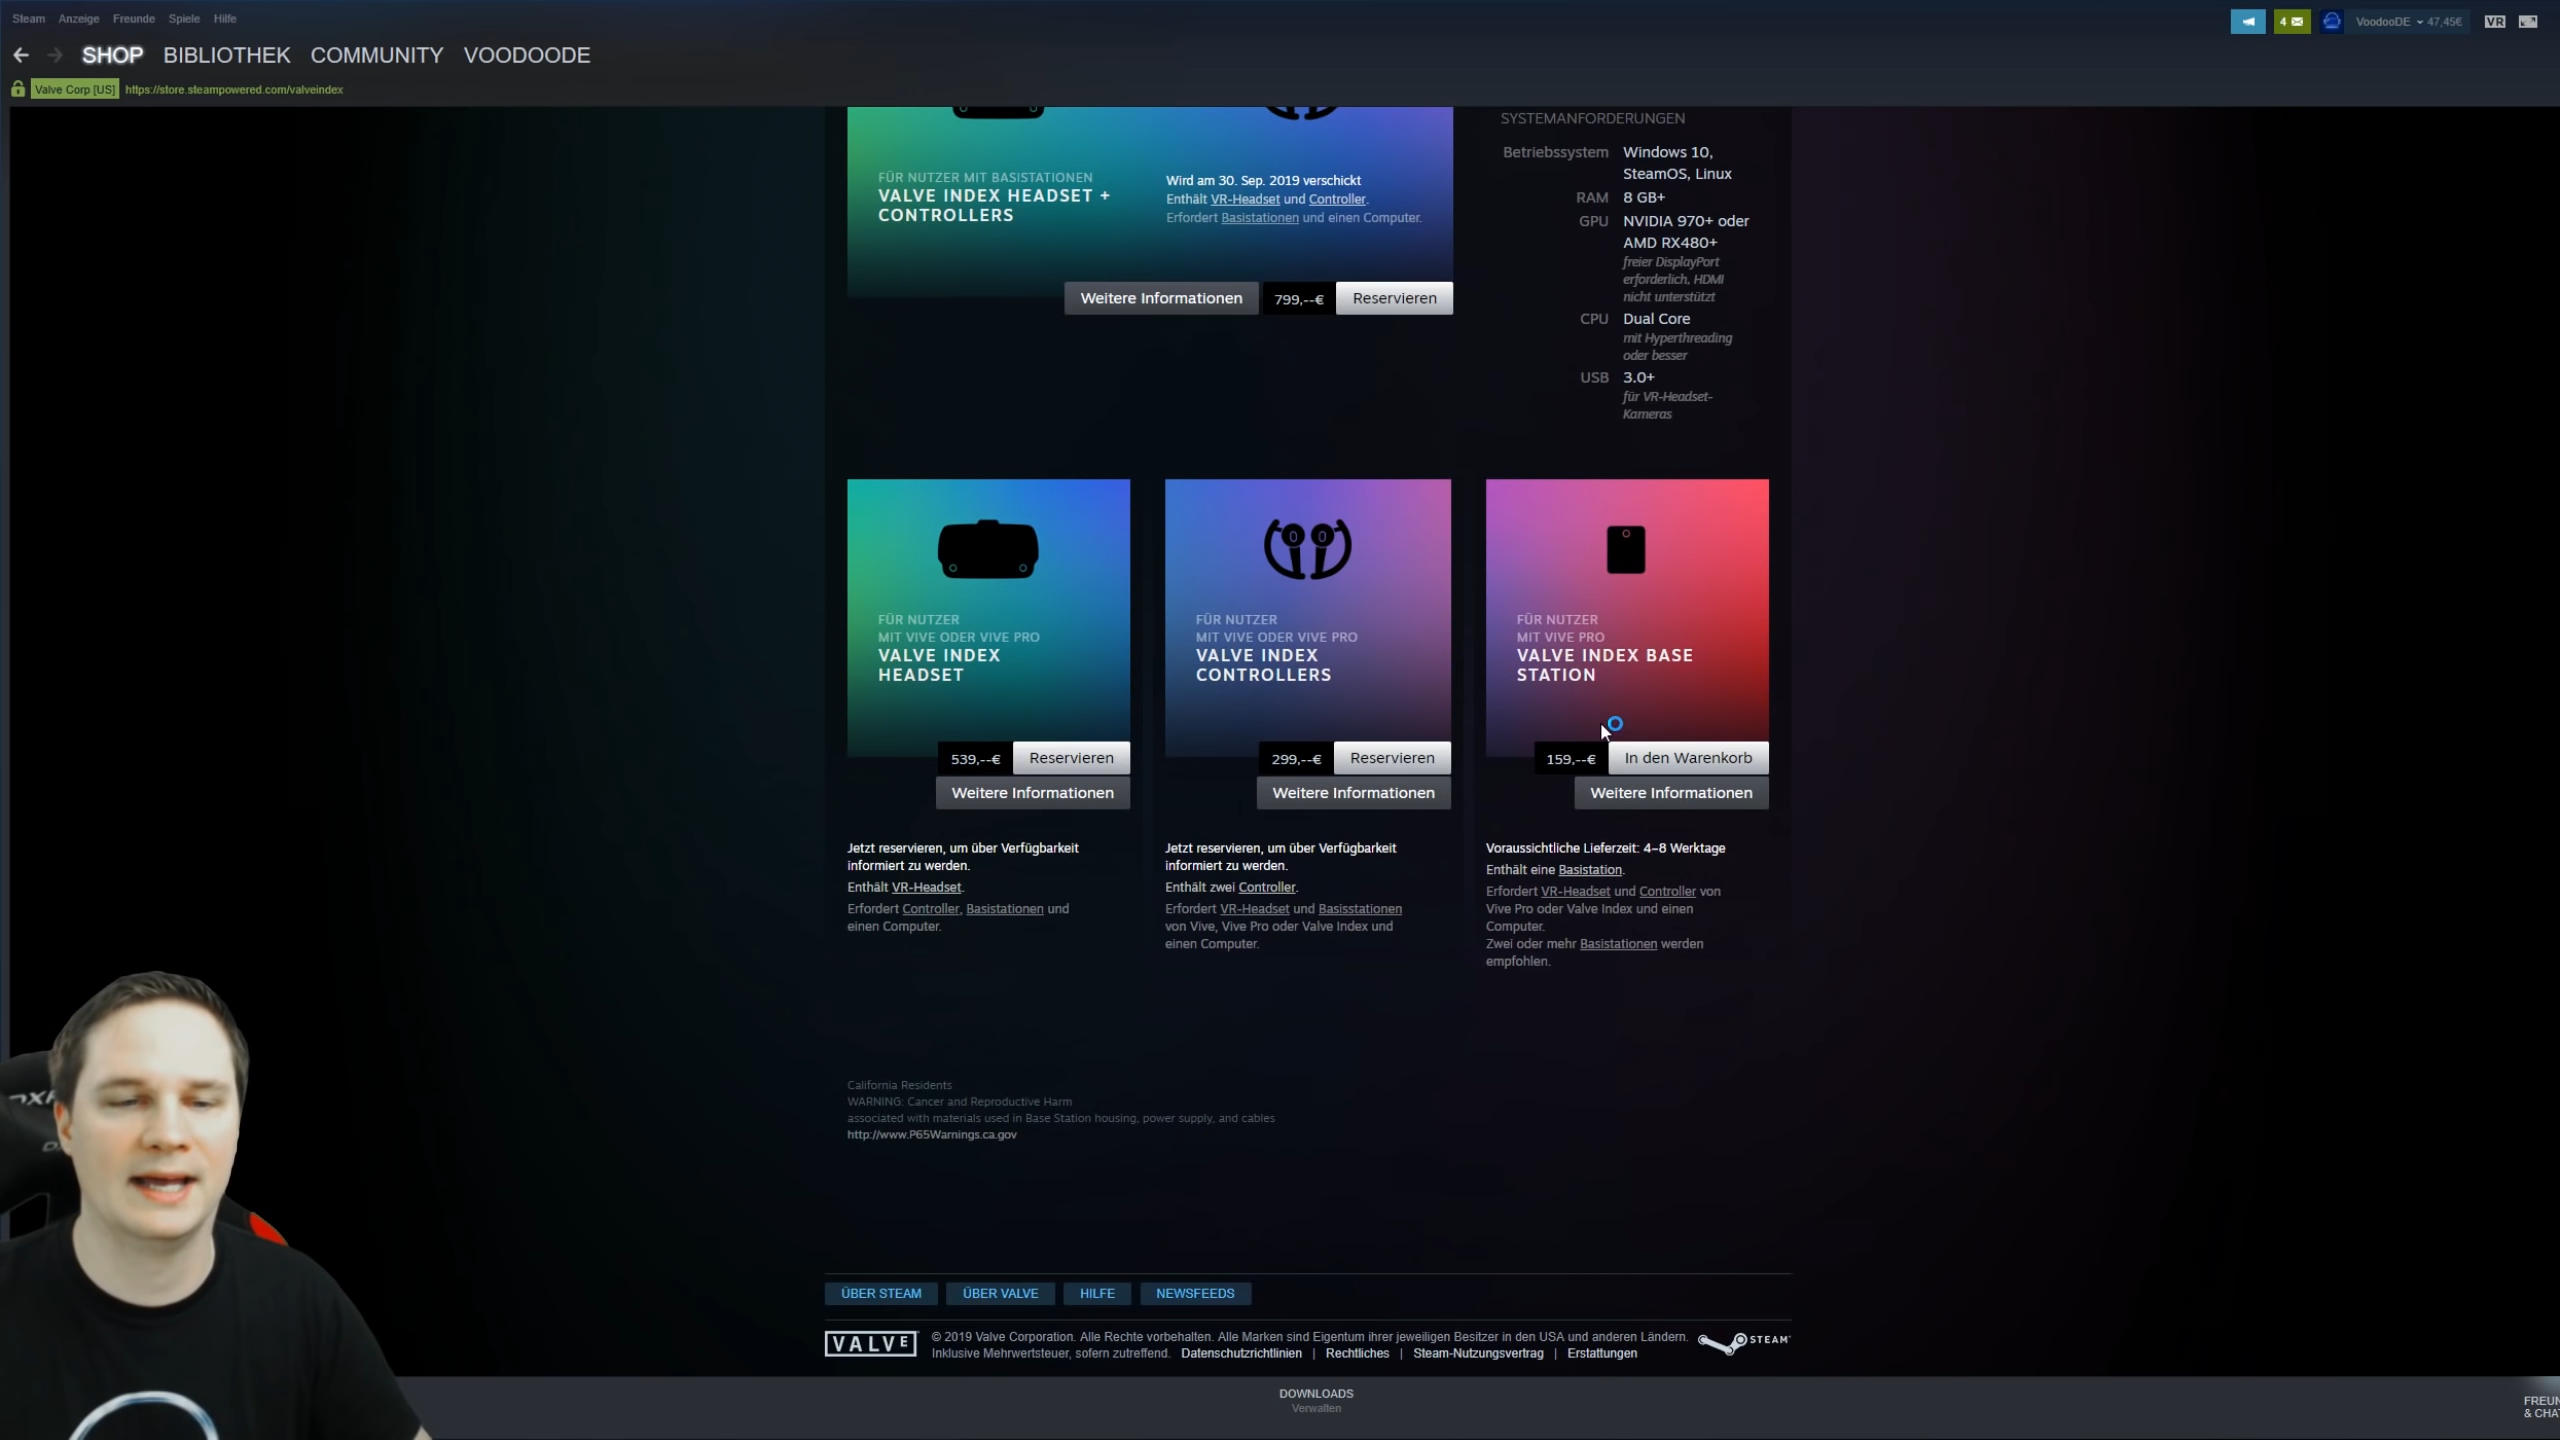 Steam Anzeige Freunde Spiele Hilfe
4 VoodooDE 47,45€ VR
SHOP BIBLIOTHEK COMMUNITY VOODOODE
Valve Corp [US] https://store.steampowered.com/valveindex
FÜR NUTZER MIT BASISTATIONEN
VALVE INDEX HEADSET +
CONTROLLERS
Wird am 30. Sep. 2019 verschickt
Enthält VR-Headset und Controller.
Erfordert Basistationen und einen Computer.
Weitere Informationen 799,--€ Reservieren
SYSTEMANFORDERUNGEN
Betriebssystem Windows 10,
SteamOS, Linux
RAM 8 GB+
GPU NVIDIA 970+ oder
AMD RX480+
freier DisplayPort
erforderlich, HDMI
nicht unterstützt
CPU Dual Core
mit Hyperthreading
oder besser
USB 3.0+
für VR-Headset-
Kameras
FÜR NUTZER
MIT VIVE ODER VIVE PRO
VALVE INDEX
HEADSET
539,--€ Reservieren
Weitere Informationen
Jetzt reservieren, um über Verfügbarkeit
informiert zu werden.
Enthält VR-Headset.
Erfordert Controller, Basistationen und
einen Computer.
FÜR NUTZER
MIT VIVE ODER VIVE PRO
VALVE INDEX
CONTROLLERS
299,--€ Reservieren
Weitere Informationen
Jetzt reservieren, um über Verfügbarkeit
informiert zu werden.
Enthält zwei Controller.
Erfordert VR-Headset und Basisstationen
von Vive, Vive Pro oder Valve Index und
einen Computer.
FÜR NUTZER
MIT VIVE PRO
VALVE INDEX BASE
STATION
159,--€ In den Warenkorb
Weitere Informationen
Voraussichtliche Lieferzeit: 4–8 Werktage
Enthält eine Basistation.
Erfordert VR-Headset und Controller von
Vive Pro oder Valve Index und einen
Computer.
Zwei oder mehr Basistationen werden
empfohlen.
California Residents
WARNING: Cancer and Reproductive Harm
associated with materials used in Base Station housing, power supply, and cables
http://www.P65Warnings.ca.gov
ÜBER STEAM ÜBER VALVE HILFE NEWSFEEDS
VALVE © 2019 Valve Corporation. Alle Rechte vorbehalten. Alle Marken sind Eigentum ihrer jeweiligen Besitzer in den USA und anderen Ländern. STEAM
Inklusive Mehrwertsteuer, sofern zutreffend. Datenschutzrichtlinien | Rechtliches | Steam-Nutzungsvertrag | Erstattungen
DOWNLOADS
Verwalten